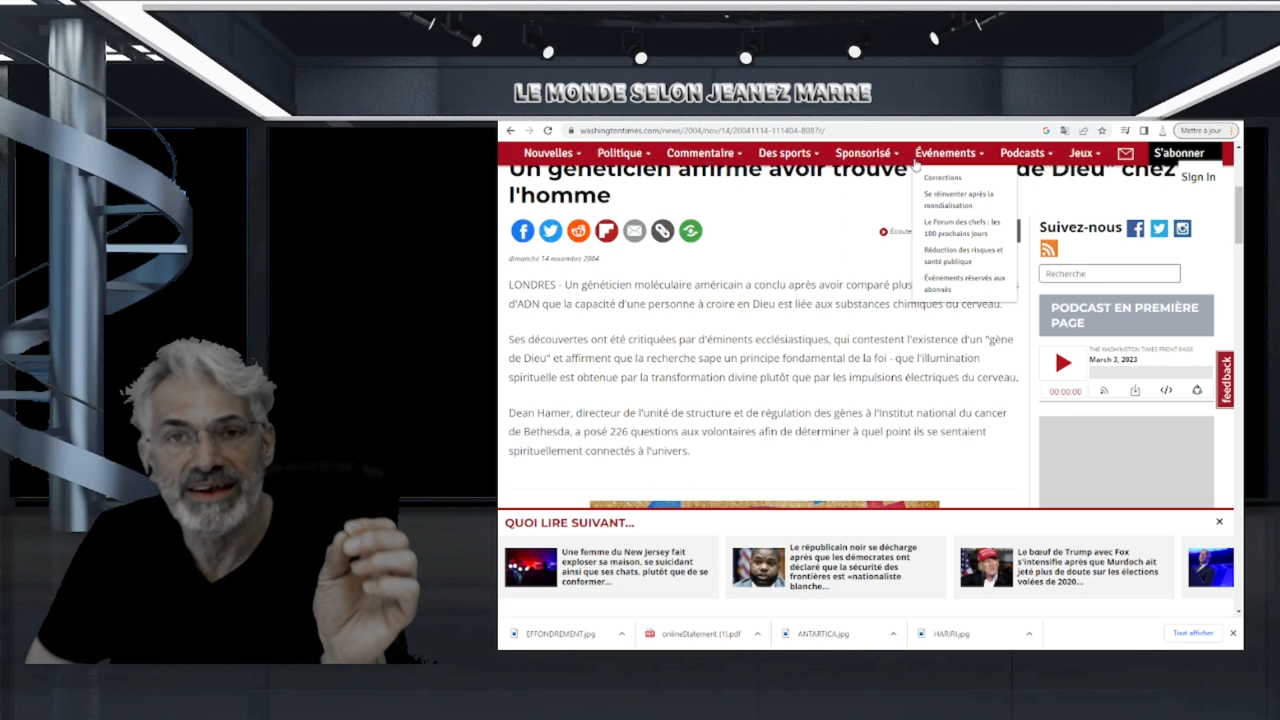 LE MONDE SELON JEANEZ MARRE
washingtontimes.com/news/2004/nov/14/20041114-111404-8087r/
Mettre à jour
Nouvelles
Politique
Commentaire
Des sports
Sponsorisé
Événements
Podcasts
Jeux
S'abonner
Un généticien affirme avoir trouvé de Dieu" chez
l'homme
Sign In
Corrections
Se réinventer après la
mondialisation
Le Forum des chefs : les
100 prochains jours
Réduction des risques et
santé publique
Événements réservés aux
abonnés
Écoute
dimanche 14 novembre 2004
LONDRES - Un généticien moléculaire américain a conclu après avoir comparé plus
d'ADN que la capacité d'une personne à croire en Dieu est liée aux substances chimiques du cerveau.
Ses découvertes ont été critiquées par d'éminents ecclésiastiques, qui contestent l'existence d'un "gène
de Dieu" et affirment que la recherche sape un principe fondamental de la foi - que l'illumination
spirituelle est obtenue par la transformation divine plutôt que par les impulsions électriques du cerveau.
Dean Hamer, directeur de l'unité de structure et de régulation des gènes à l'Institut national du cancer
de Bethesda, a posé 226 questions aux volontaires afin de déterminer à quel point ils se sentaient
spirituellement connectés à l'univers.
Suivez-nous
Recherche
PODCAST EN PREMIÈRE
PAGE
THE WASHINGTON TIMES FRONT PAGE
March 3, 2023
00:00:00
feedback
QUOI LIRE SUIVANT...
Une femme du New Jersey fait
exploser sa maison, se suicidant
ainsi que ses chats, plutôt que de se
conformer...
Le républicain noir se décharge
après que les démocrates ont
déclaré que la sécurité des
frontières est «nationaliste
blanche...
Le bœuf de Trump avec Fox
s'intensifie après que Murdoch ait
jeté plus de doute sur les élections
volées de 2020...
EFFONDREMENT.jpg
onlineStatement (1).pdf
ANTARTICA.jpg
HARIRI.jpg
Tout afficher